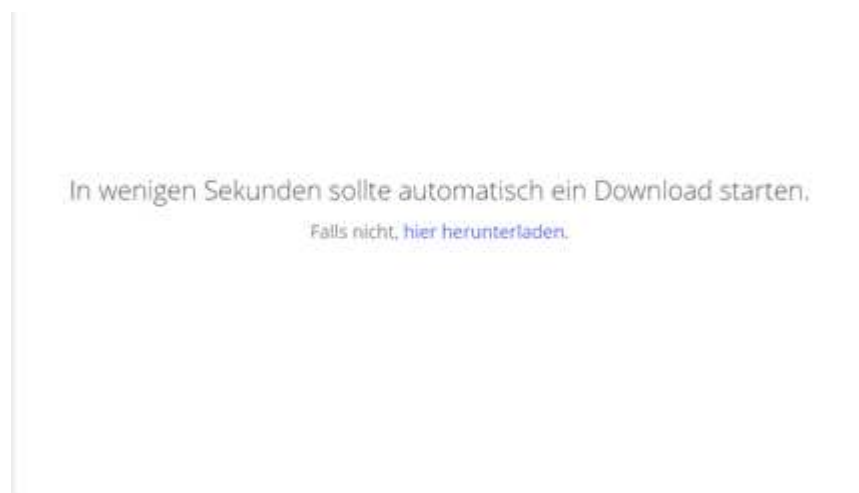 In wenigen Sekunden sollte automatisch ein Download starten.
Falls nicht, hier herunterladen.